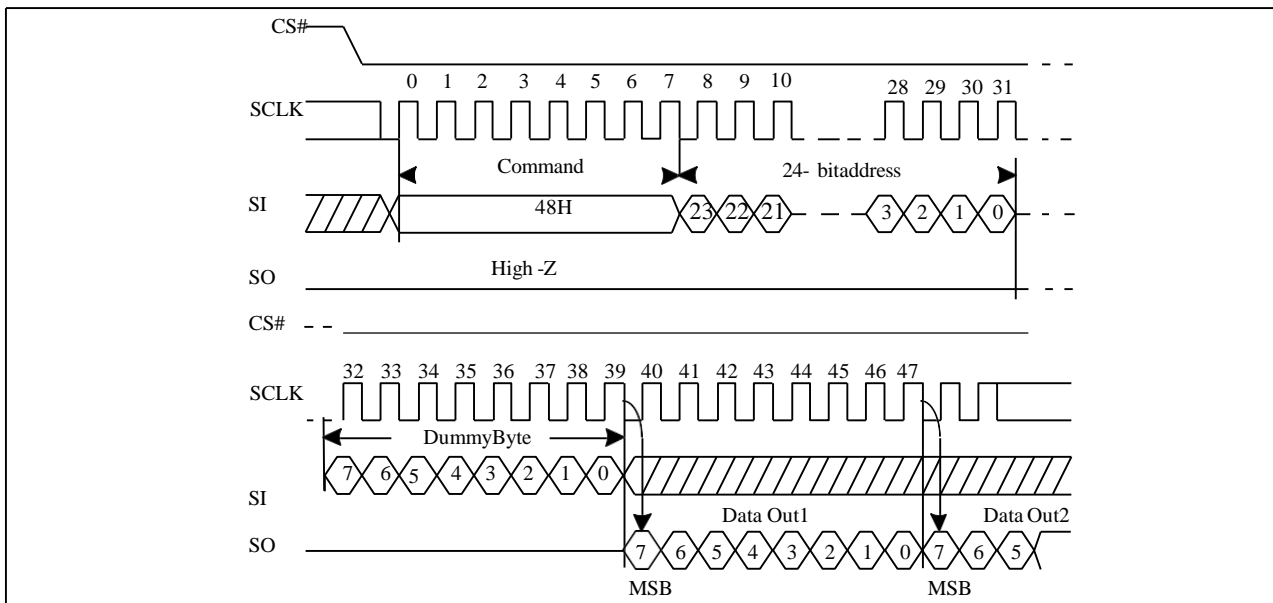 CS#
0 1 2 3 4 5 6 7 8 9 10 28 29 30 31
SCLK
Command 24- bitaddress
SI 48H 23 22 21 3 2 1 0
SO High -Z
CS#
32 33 34 35 36 37 38 39 40 41 42 43 44 45 46 47
SCLK
DummyByte
7 6 5 4 3 2 1 0
SI
Data Out1 Data Out2
SO 7 6 5 4 3 2 1 0 7 6 5
MSB MSB